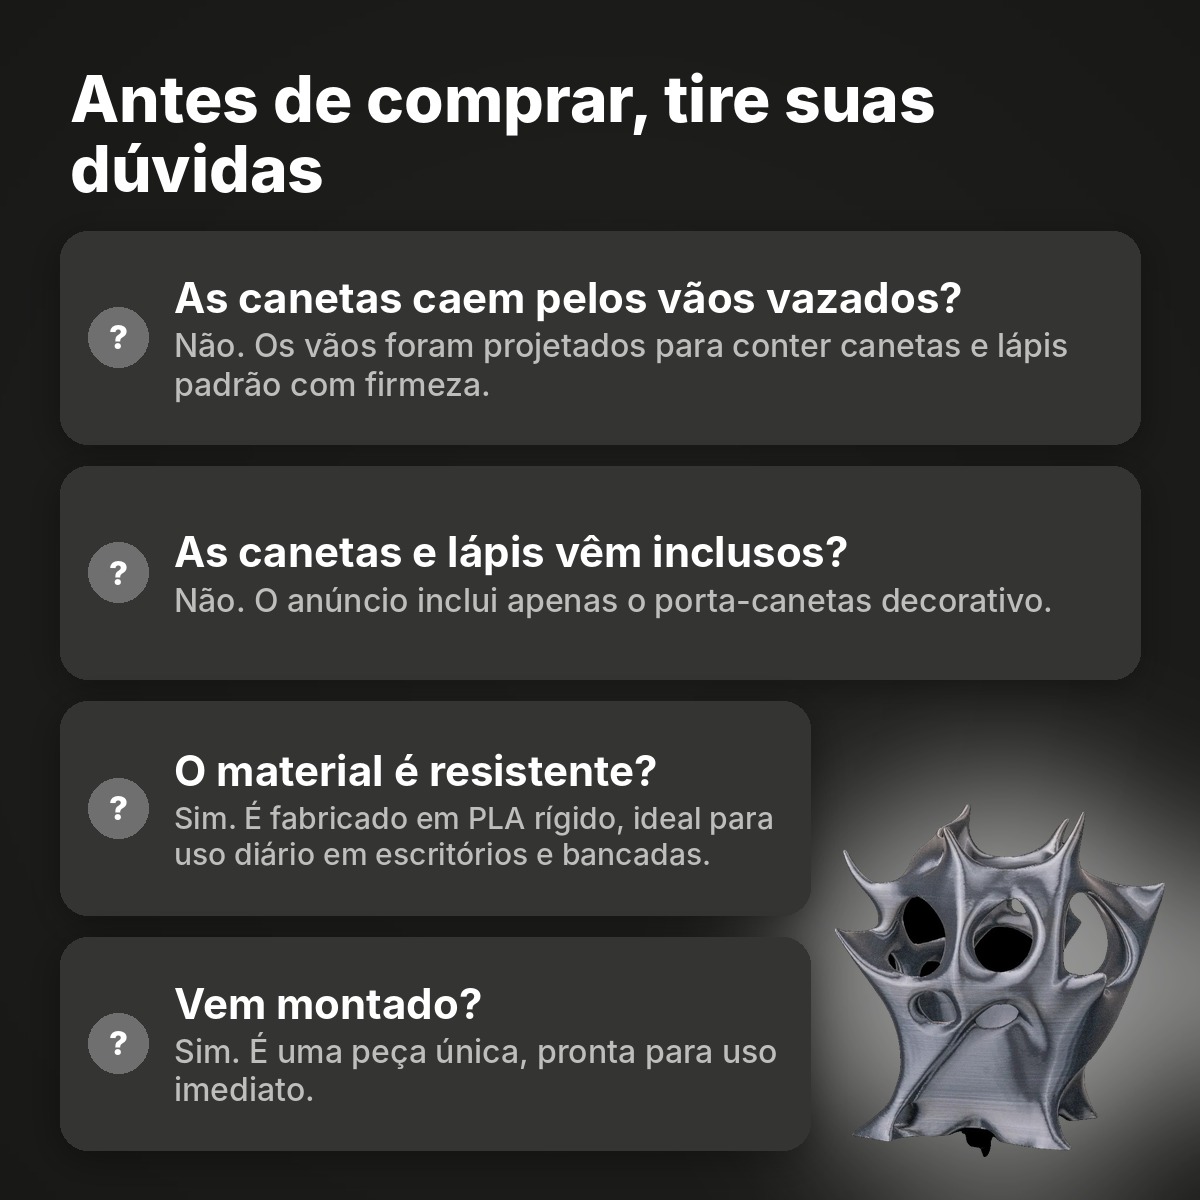 Antes de comprar, tire suas
dúvidas
?
As canetas caem pelos vãos vazados?
Não. Os vãos foram projetados para conter canetas e lápis
padrão com firmeza.
?
As canetas e lápis vêm inclusos?
Não. O anúncio inclui apenas o porta-canetas decorativo.
?
O material é resistente?
Sim. É fabricado em PLA rígido, ideal para
uso diário em escritórios e bancadas.
?
Vem montado?
Sim. É uma peça única, pronta para uso
imediato.